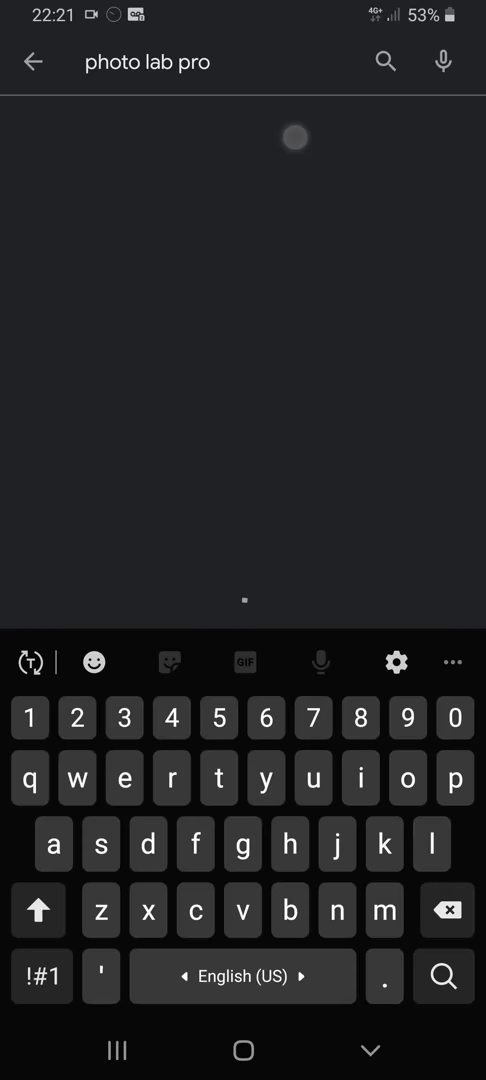 22:21 4G+ 53%
photo lab pro
T GIF
1 2 3 4 5 6 7 8 9 0
q w e r t y u i o p
a s d f g h j k l
z x c v b n m
!#1 ' English (US) .